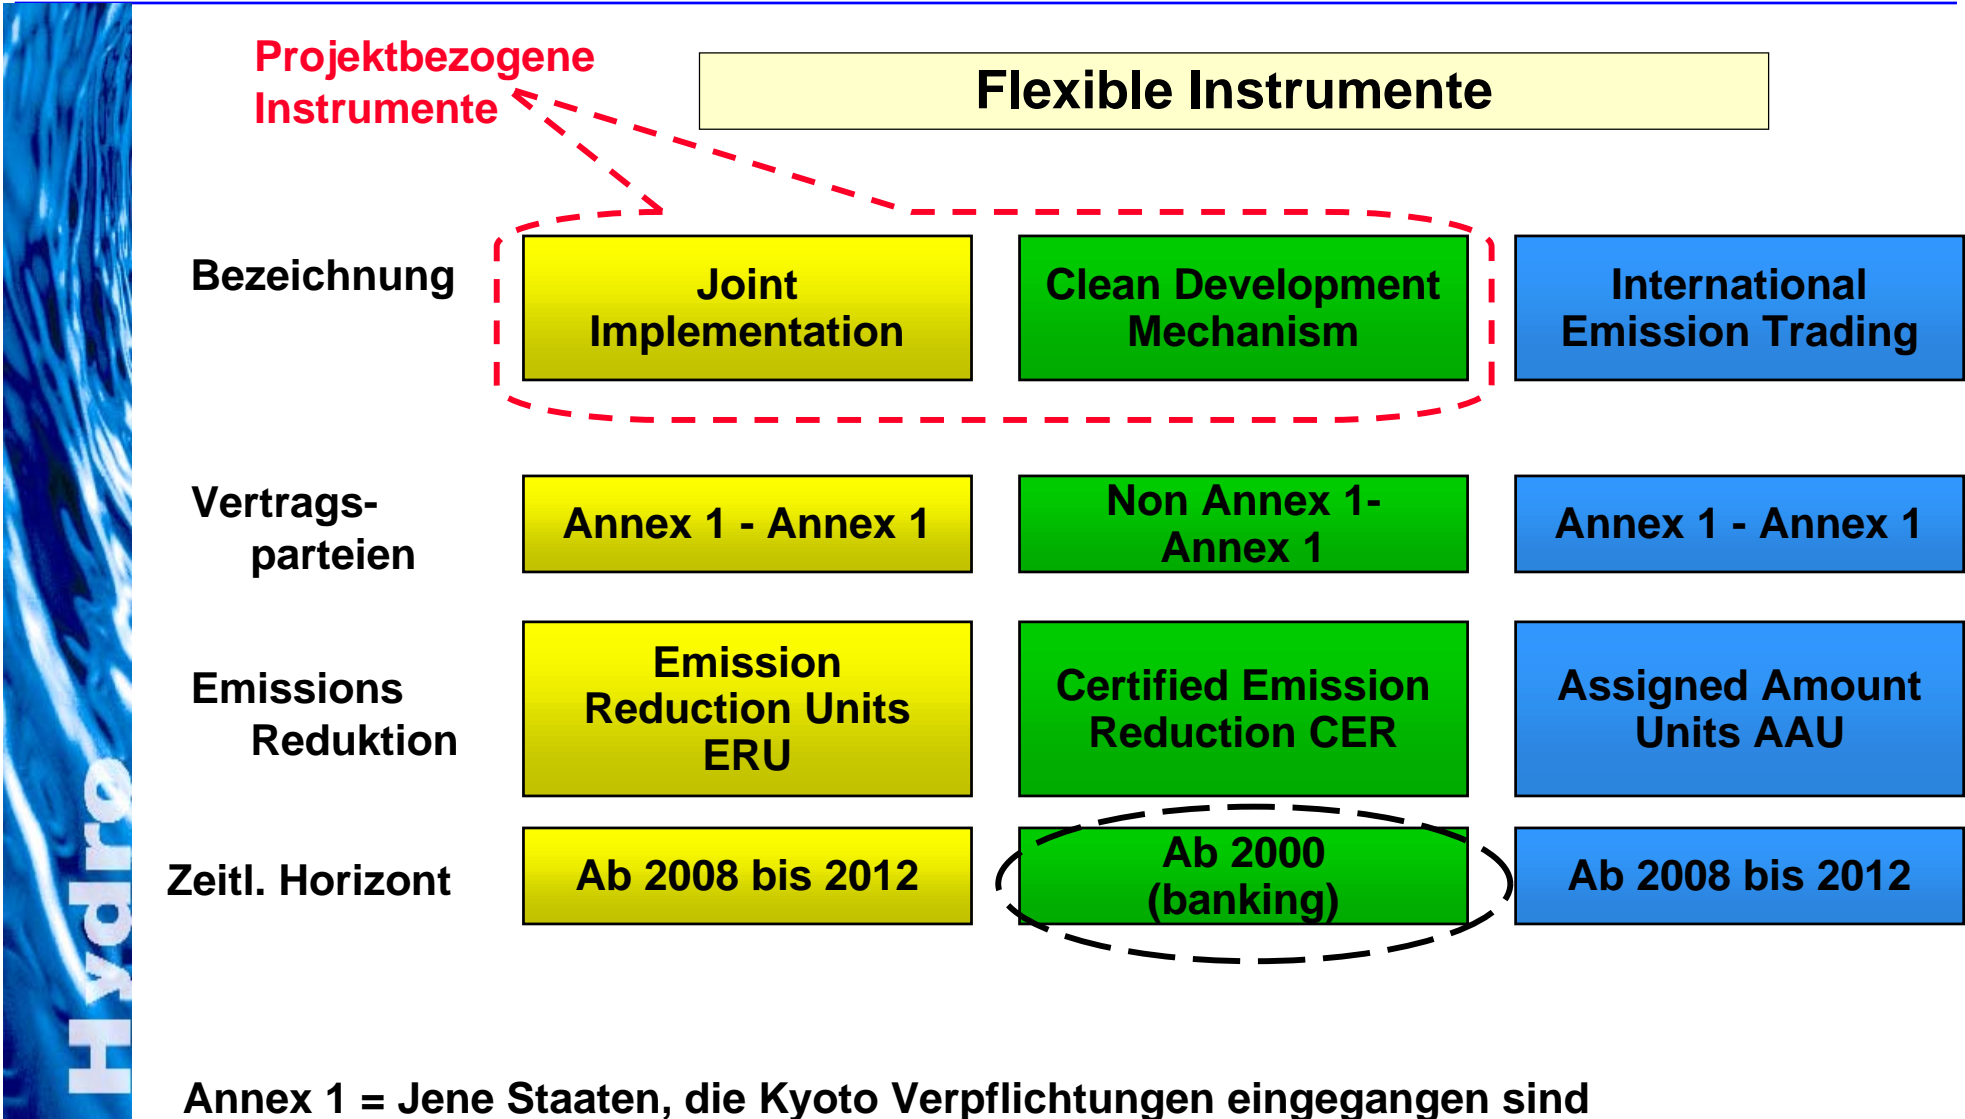 Projektbezogene
Instrumente
Flexible Instrumente
Bezeichnung
Joint
Implementation
Clean Development
Mechanism
International
Emission Trading
Vertrags-
parteien
Annex 1 - Annex 1
Non Annex 1-
Annex 1
Annex 1 - Annex 1
Emissions
Reduktion
Emission
Reduction Units
ERU
Certified Emission
Reduction CER
Assigned Amount
Units AAU
Zeitl. Horizont
Ab 2008 bis 2012
Ab 2000
(banking)
Ab 2008 bis 2012
Annex 1 = Jene Staaten, die Kyoto Verpflichtungen eingegangen sind
Hydro